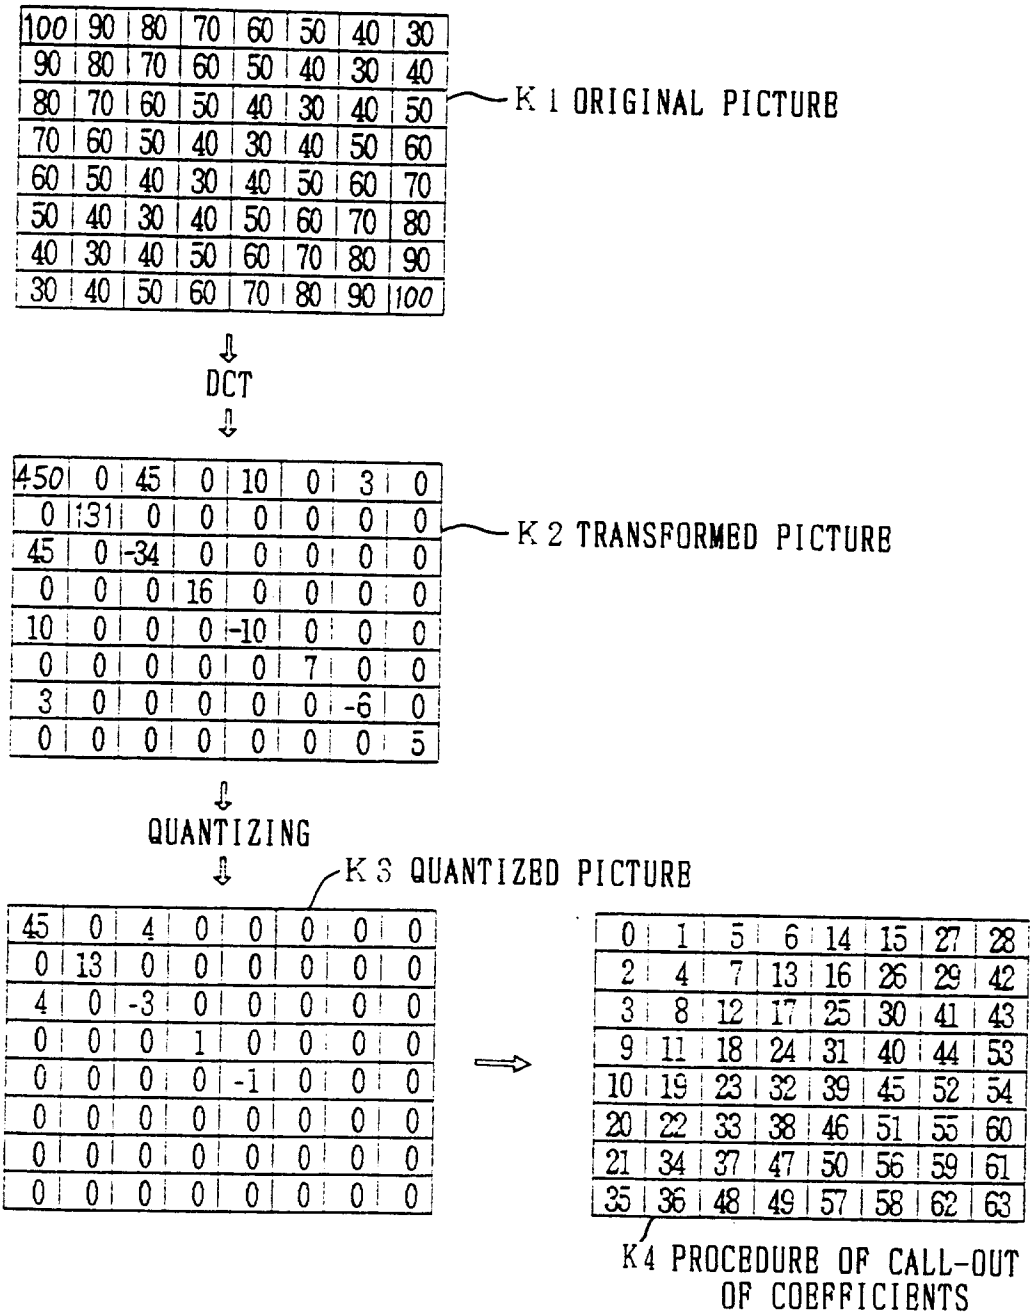 100 90 80 70 60 50 40 30
90 80 70 60 50 40 30 40
80 70 60 50 40 30 40 50
70 60 50 40 30 40 50 60
60 50 40 30 40 50 60 70
50 40 30 40 50 60 70 80
40 30 40 50 60 70 80 90
30 40 50 60 70 80 90 100
K1 ORIGINAL PICTURE
DCT
450 0 45 0 10 0 3 0
0 131 0 0 0 0 0 0
45 0 -34 0 0 0 0 0
0 0 0 16 0 0 0 0
10 0 0 0 -10 0 0 0
0 0 0 0 0 7 0 0
3 0 0 0 0 0 -6 0
0 0 0 0 0 0 0 5
K2 TRANSFORMED PICTURE
QUANTIZING
K3 QUANTIZED PICTURE
45 0 4 0 0 0 0 0
0 13 0 0 0 0 0 0
4 0 -3 0 0 0 0 0
0 0 0 1 0 0 0 0
0 0 0 0 -1 0 0 0
0 0 0 0 0 0 0 0
0 0 0 0 0 0 0 0
0 0 0 0 0 0 0 0
0 1 5 6 14 15 27 28
2 4 7 13 16 26 29 42
3 8 12 17 25 30 41 43
9 11 18 24 31 40 44 53
10 19 23 32 39 45 52 54
20 22 33 38 46 51 55 60
21 34 37 47 50 56 59 61
35 36 48 49 57 58 62 63
K4 PROCEDURE OF CALL-OUT
OF COEFFICIENTS